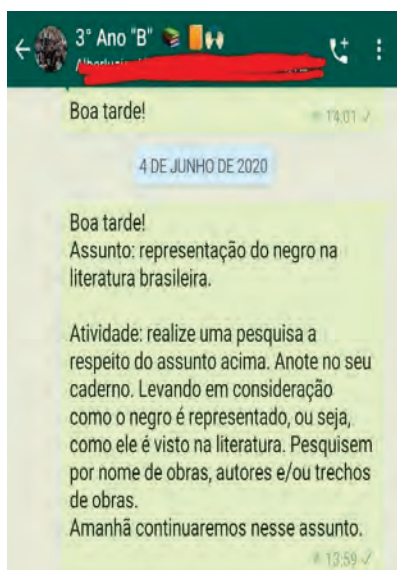 3° Ano "B"
Boa tarde!
14:01
4 DE JUNHO DE 2020
Boa tarde!
Assunto: representação do negro na
literatura brasileira.
Atividade: realize uma pesquisa a
respeito do assunto acima. Anote no seu
caderno. Levando em consideração
como o negro é representado, ou seja,
como ele é visto na literatura. Pesquisem
por nome de obras, autores e/ou trechos
de obras.
Amanhã continuaremos nesse assunto.
13:59